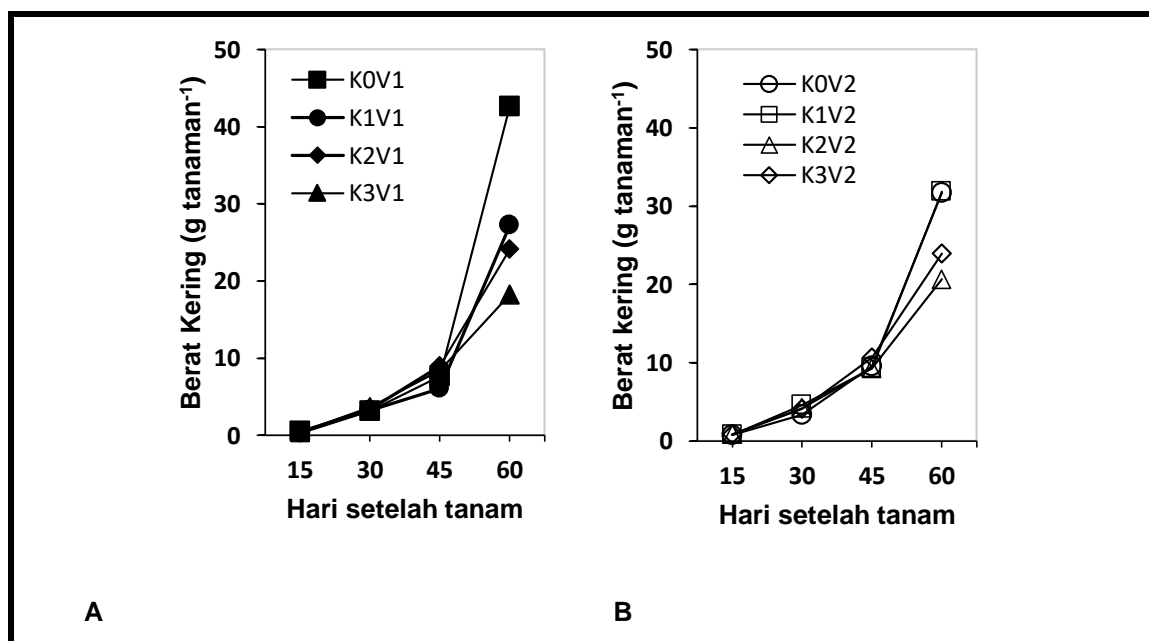 50
40
30
20
10
0
Berat Kering (g tanaman⁻¹)
K0V1
K1V1
K2V1
K3V1
15 30 45 60
Hari setelah tanam
A
50
40
30
20
10
0
Berat kering (g tanaman⁻¹)
K0V2
K1V2
K2V2
K3V2
15 30 45 60
Hari setelah tanam
B